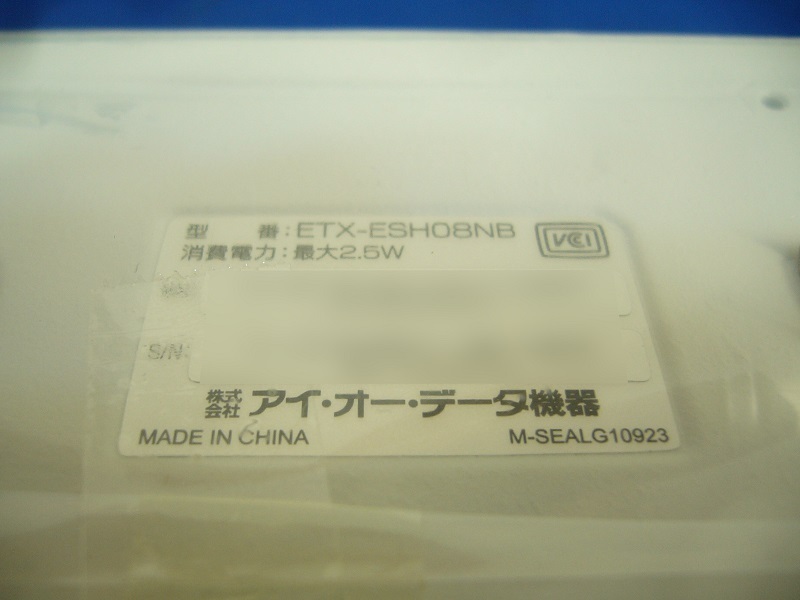 型 番:ETX-ESH08NB
VCI
消費電力:最大2.5W
S/N:
株式会社 アイ・オー・データ機器
MADE IN CHINA
M-SEALG10923